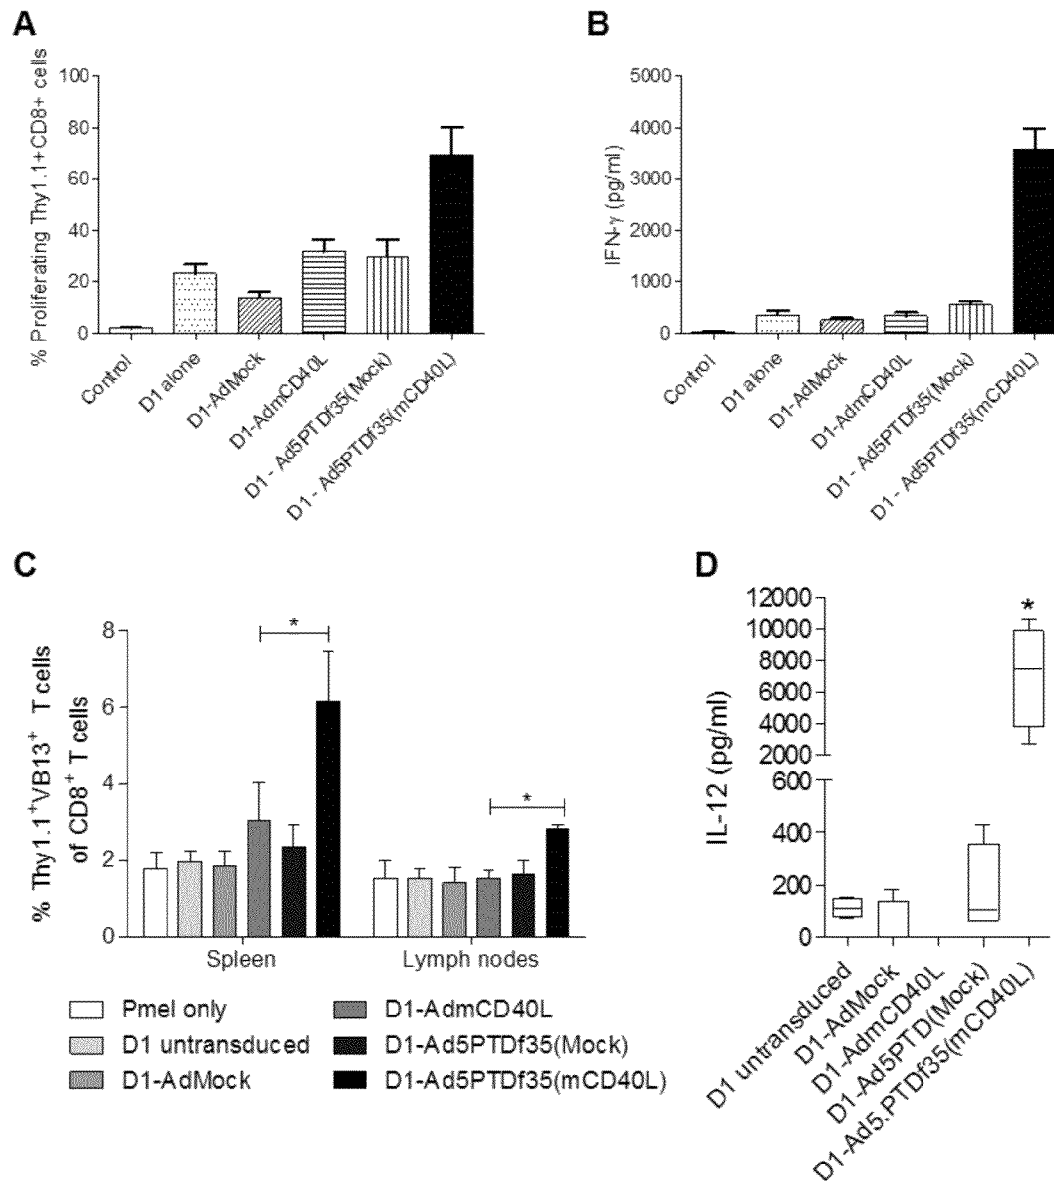 A
% Proliferating Thy1.1+CD8+ cells
100
80
60
40
20
0
Control
D1 alone
D1-AdMock
D1-AdmCD40L
D1 - Ad5PTDf35(Mock)
D1 - Ad5PTDf35(mCD40L)
B
IFN-γ (pg/ml)
5000
4000
3000
2000
1000
0
Control
D1 alone
D1-AdMock
D1-AdmCD40L
D1 - Ad5PTDf35(Mock)
D1 - Ad5PTDf35(mCD40L)
C
% Thy1.1⁺VB13⁺ T cells
of CD8⁺ T cells
8
6
4
2
0
*
*
Spleen
Lymph nodes
Pmel only
D1 untransduced
D1-AdMock
D1-AdmCD40L
D1-Ad5PTDf35(Mock)
D1-Ad5PTDf35(mCD40L)
D
IL-12 (pg/ml)
12000
10000
8000
6000
4000
2000
600
400
200
0
*
D1 untransduced
D1-AdMock
D1-AdmCD40L
D1-Ad5PTD(Mock)
D1-Ad5.PTDf35(mCD40L)